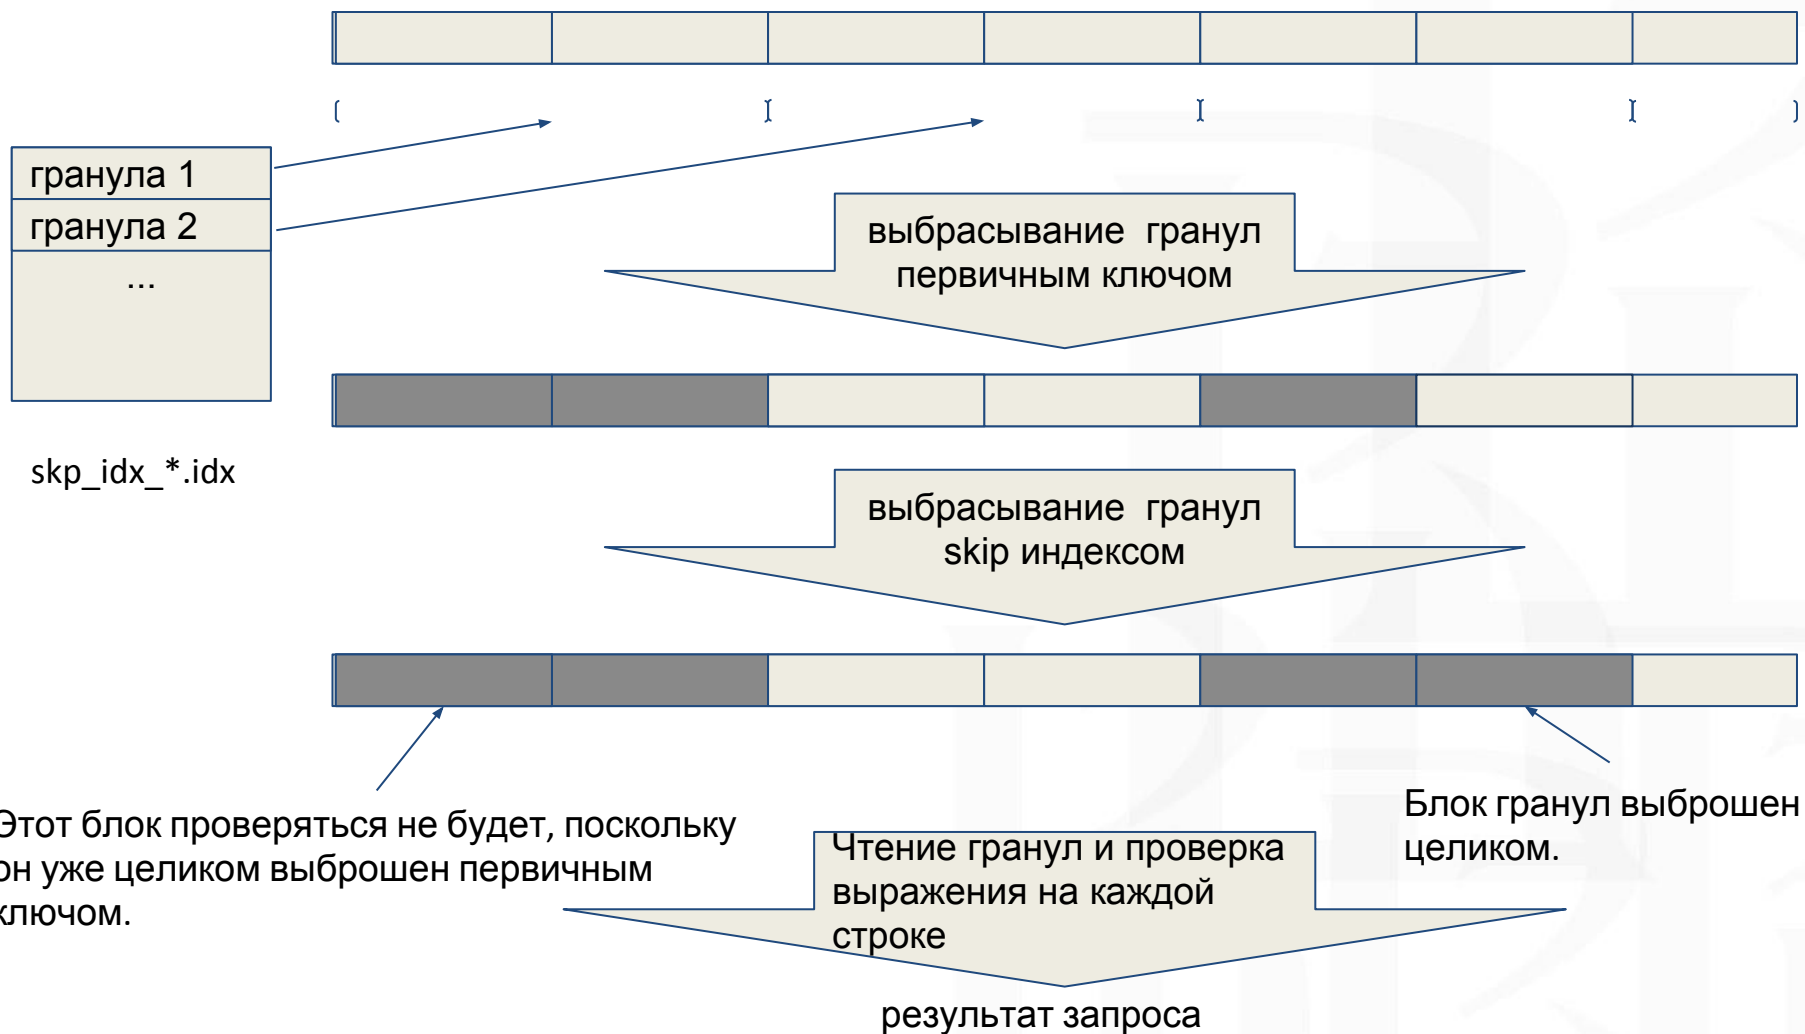 гранула 1
гранула 2
...
skp_idx_*.idx
выбрасывание гранул
первичным ключом
выбрасывание гранул
skip индексом
Этот блок проверяться не будет, поскольку
он уже целиком выброшен первичным
ключом.
Блок гранул выброшен
целиком.
Чтение гранул и проверка
выражения на каждой
строке
результат запроса